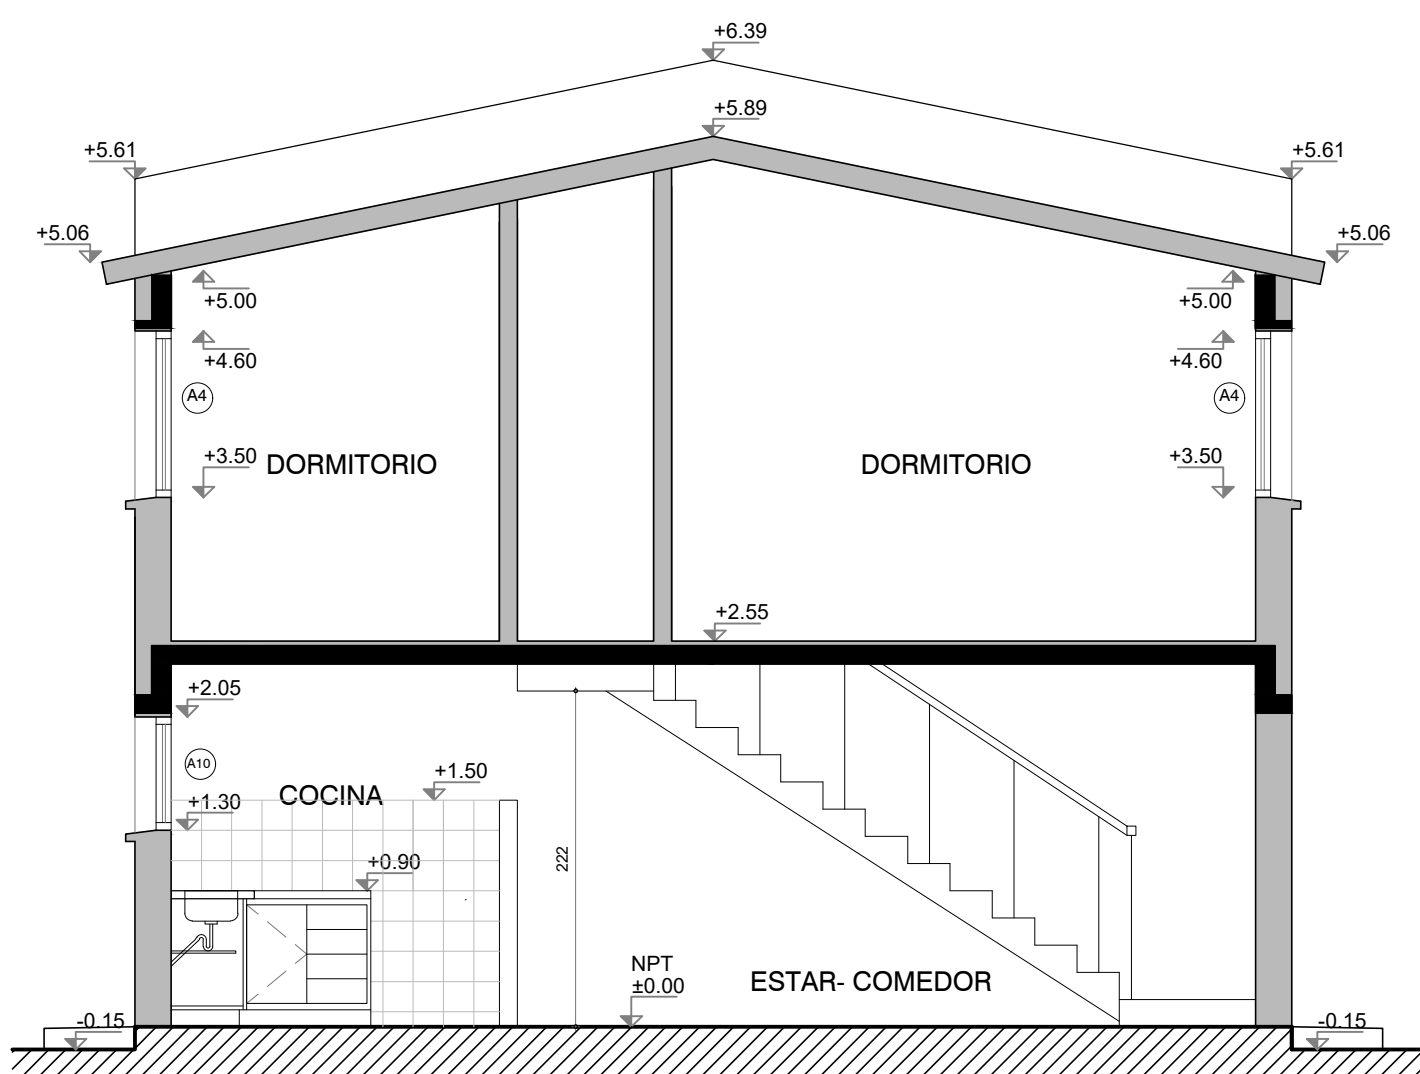 +6.39
+5.89
+5.61
+5.61
+5.06
+5.06
+5.00
+5.00
+4.60
+4.60
A4
A4
+3.50
DORMITORIO
DORMITORIO
+3.50
+2.55
+2.05
A10
+1.50
COCINA
+1.30
+0.90
222
NPT
±0.00
ESTAR- COMEDOR
-0.15
-0.15